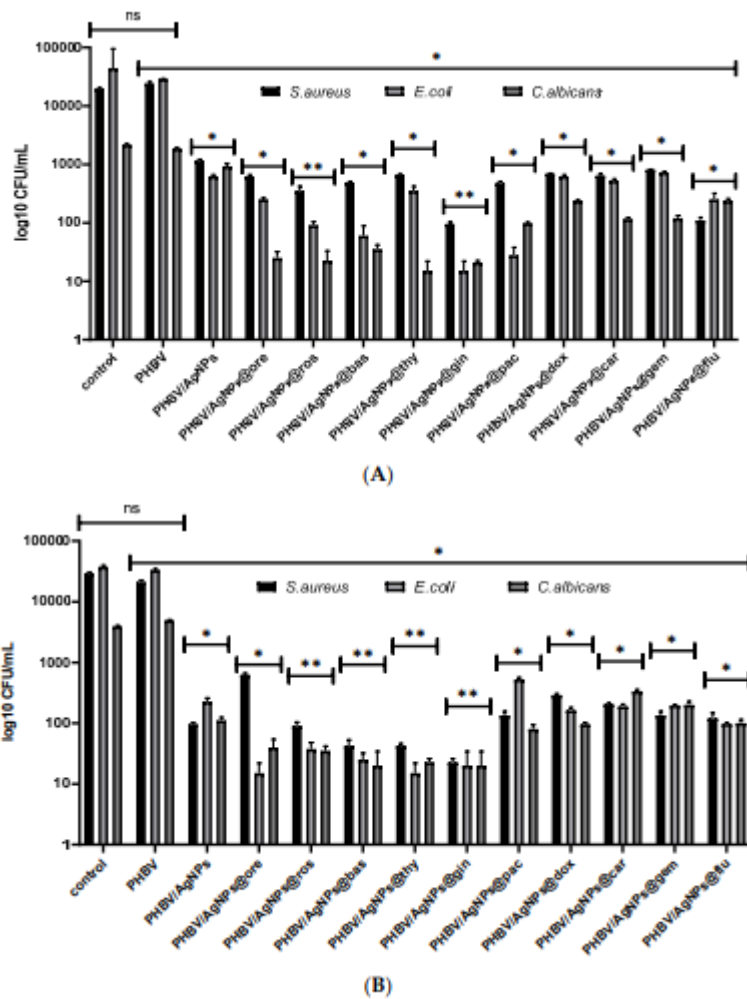 ns
*
100000
S.aureus E.coli C.albicans
10000
* * ** * * ** * * * * *
1000
100
10
1
log10 CFU/mL
control
PHBV
PHBV/AgNPs
PHBV/AgNPs@ore
PHBV/AgNPs@ros
PHBV/AgNPs@bas
PHBV/AgNPs@thy
PHBV/AgNPs@gin
PHBV/AgNPs@pac
PHBV/AgNPs@dox
PHBV/AgNPs@car
PHBV/AgNPs@gem
PHBV/AgNPs@flu
(A)
ns
*
100000
S.aureus E.coli C.albicans
10000
* * ** ** ** ** * * * * *
1000
100
10
1
log10 CFU/mL
control
PHBV
PHBV/AgNPs
PHBV/AgNPs@ore
PHBV/AgNPs@ros
PHBV/AgNPs@bas
PHBV/AgNPs@thy
PHBV/AgNPs@gin
PHBV/AgNPs@pac
PHBV/AgNPs@dox
PHBV/AgNPs@car
PHBV/AgNPs@gem
PHBV/AgNPs@flu
(B)